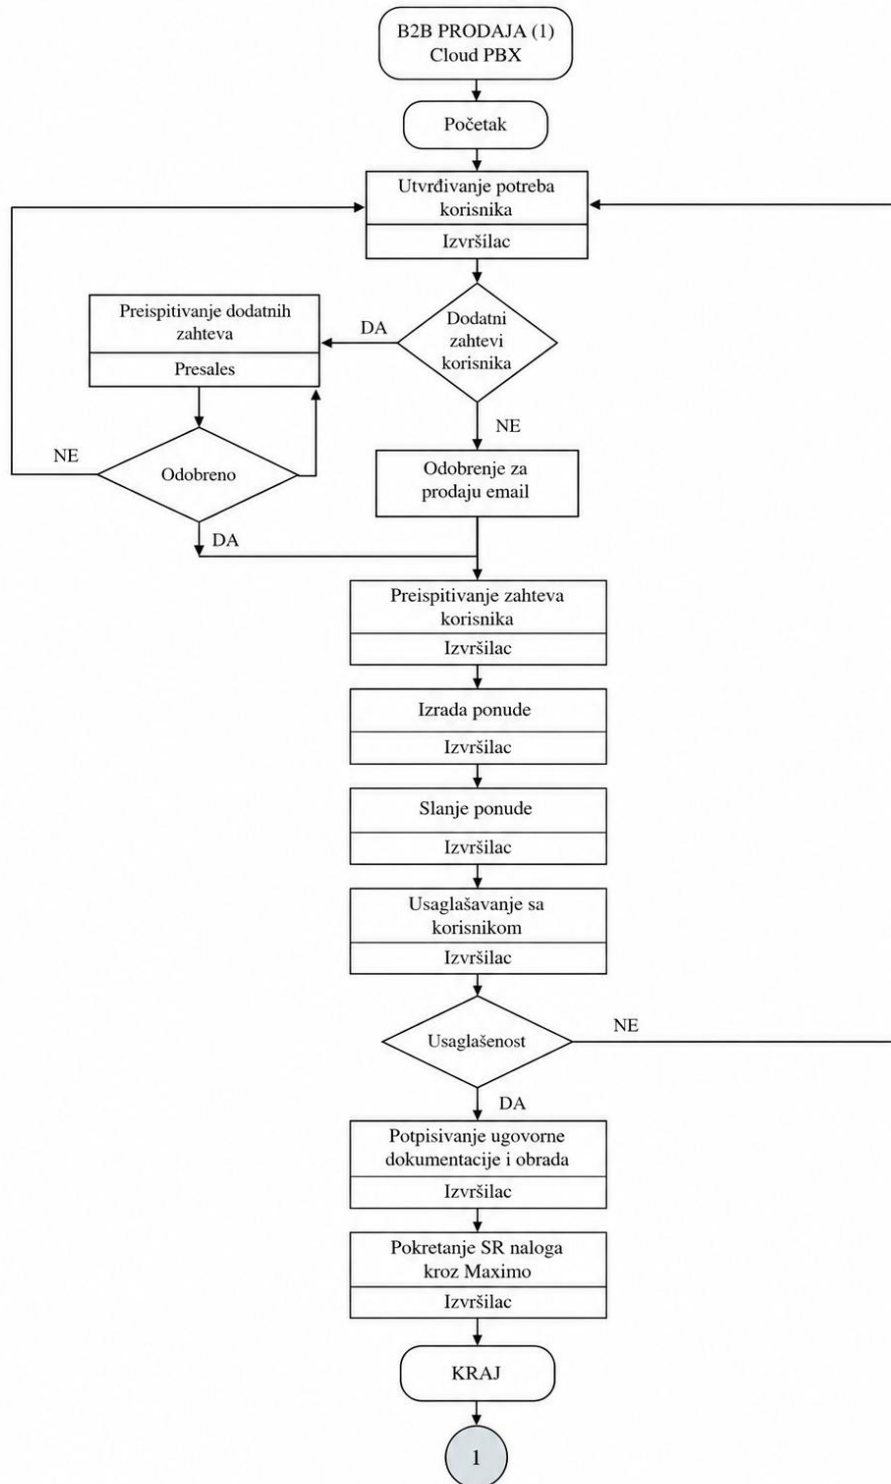 B2B PRODAJA (1)
Cloud PBX
Početak
Utvrđivanje potreba
korisnika
Izvršilac
Dodatni
zahtevi
korisnika
DA
Preispitivanje dodatnih
zahteva
Presales
NE
Odobreno
NE
Odobrenje za
prodaju email
DA
Preispitivanje zahteva
korisnika
Izvršilac
Izrada ponude
Izvršilac
Slanje ponude
Izvršilac
Usaglašavanje sa
korisnikom
Izvršilac
Usaglašenost
NE
DA
Potpisivanje ugovorne
dokumentacije i obrada
Izvršilac
Pokretanje SR naloga
kroz Maximo
Izvršilac
KRAJ
1